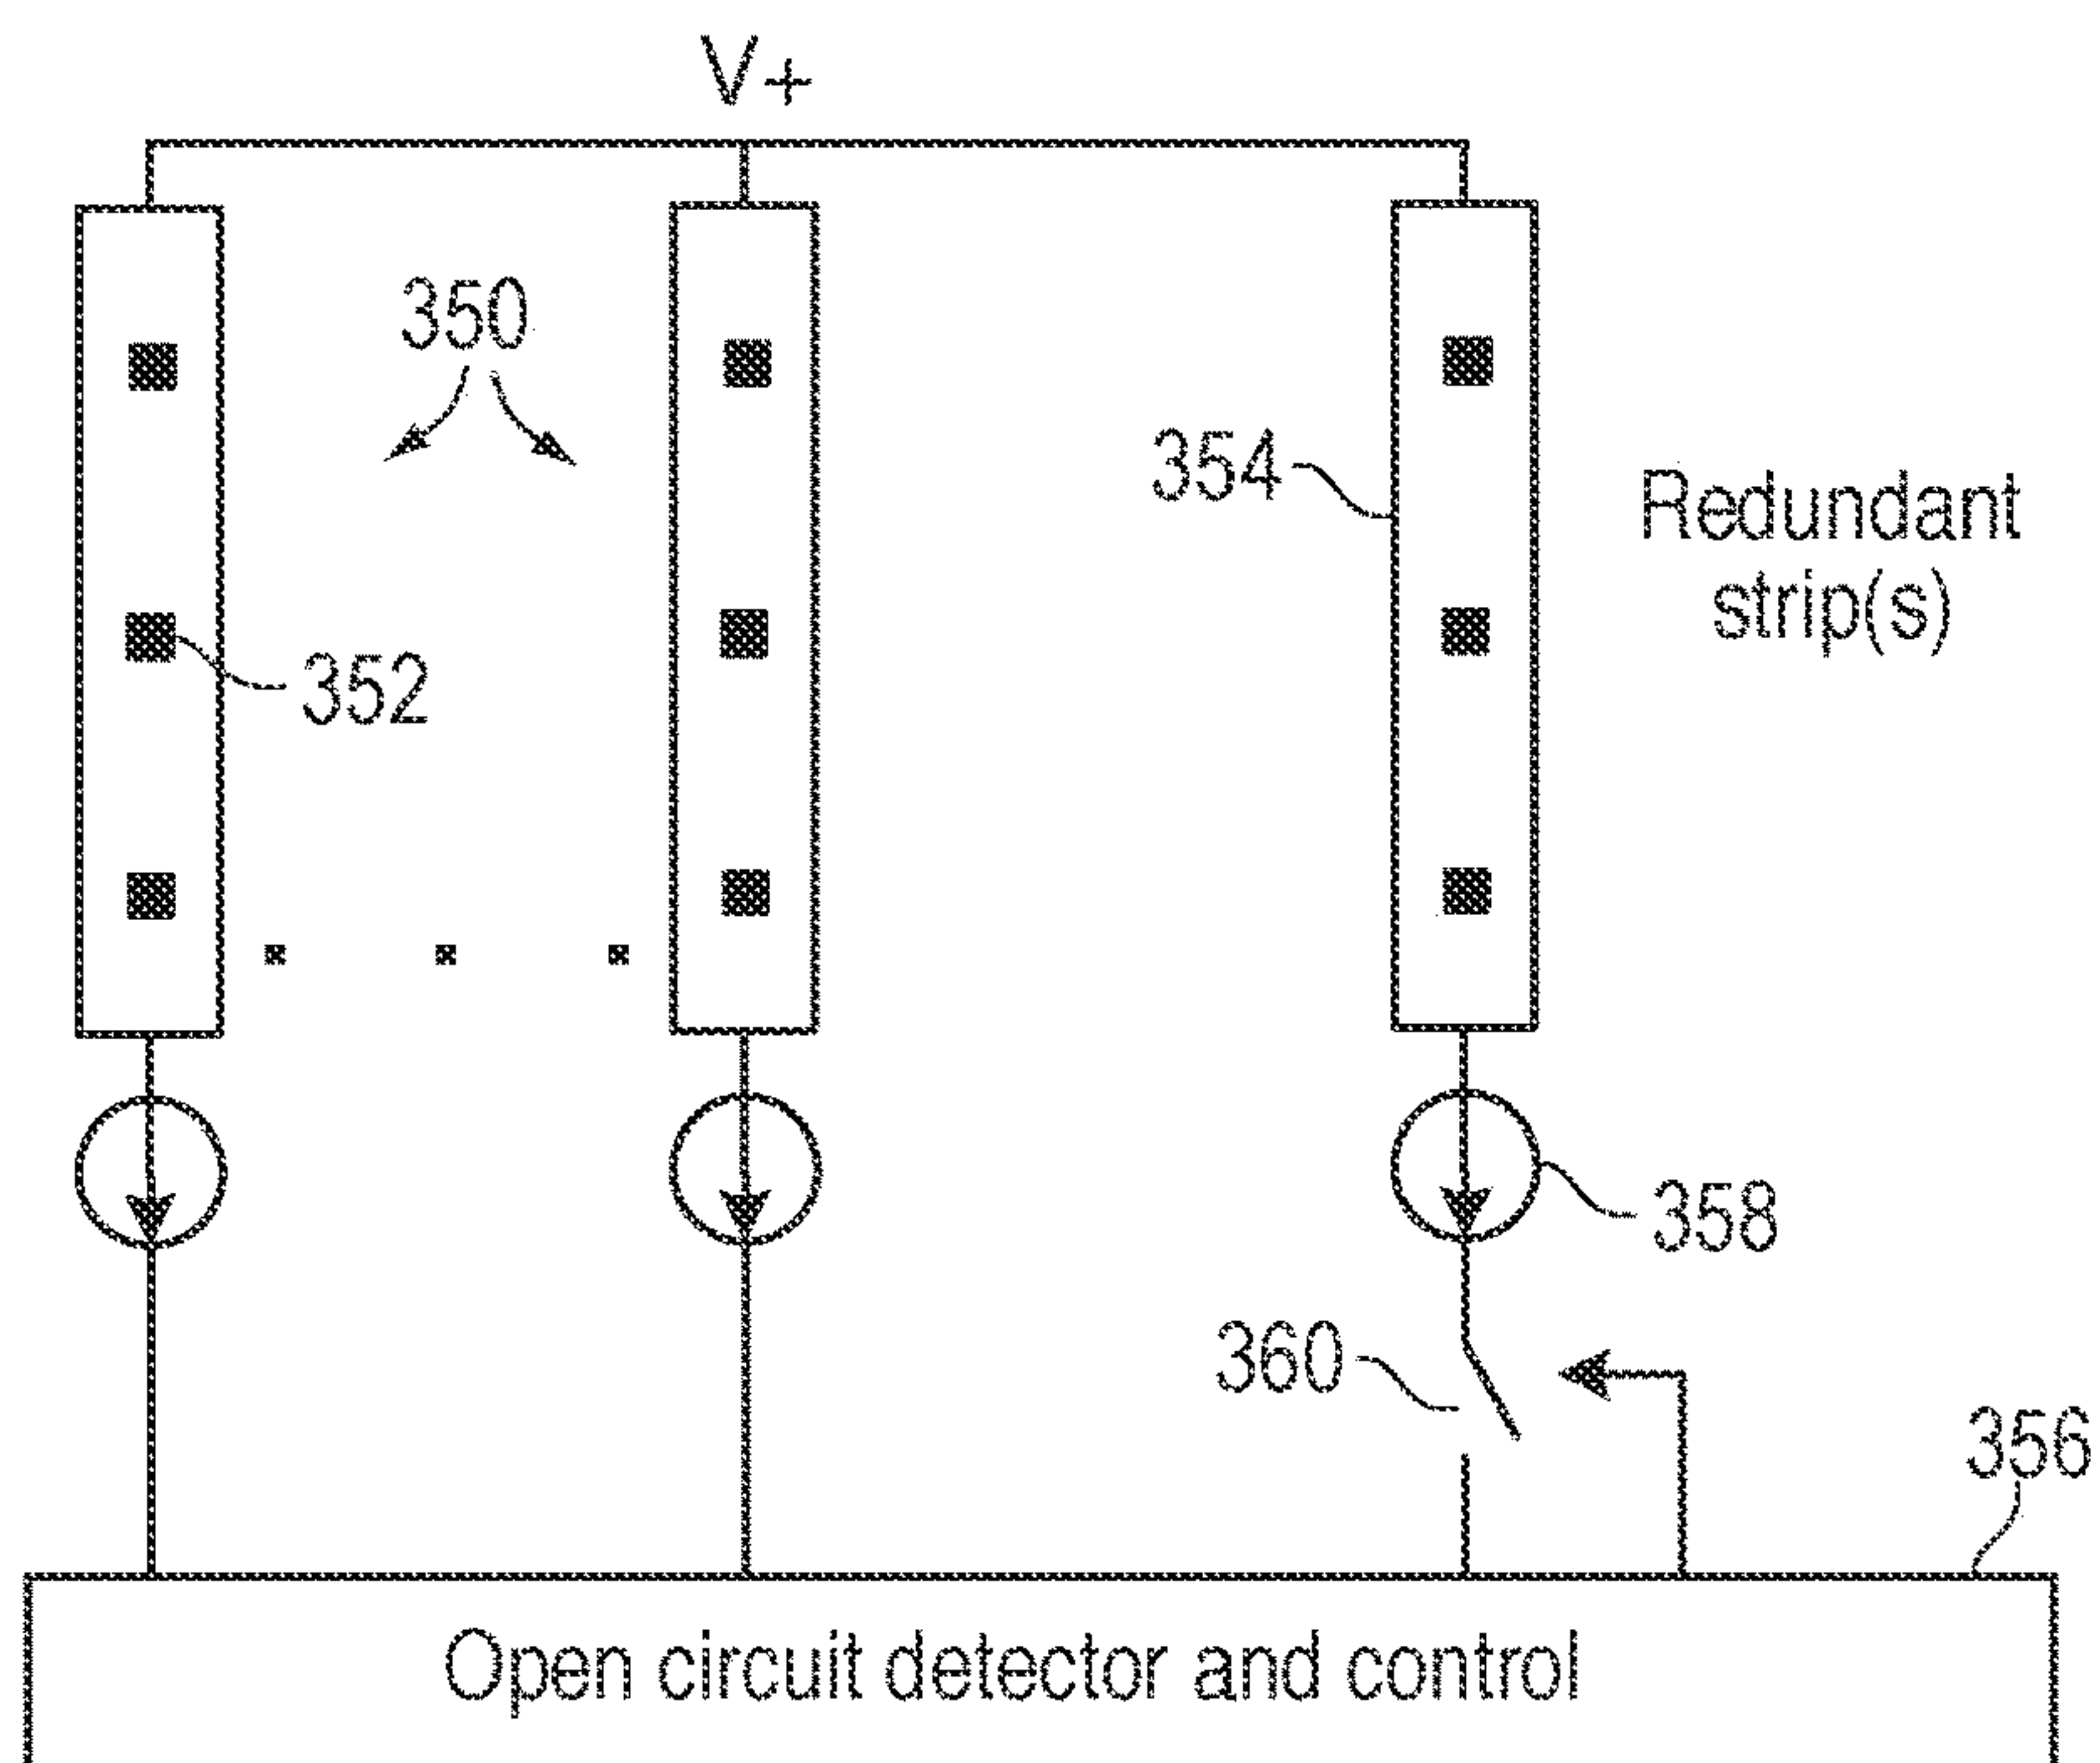 V+
350
354
Redundant
strip(s)
352
358
360
356
Open circuit detector and control